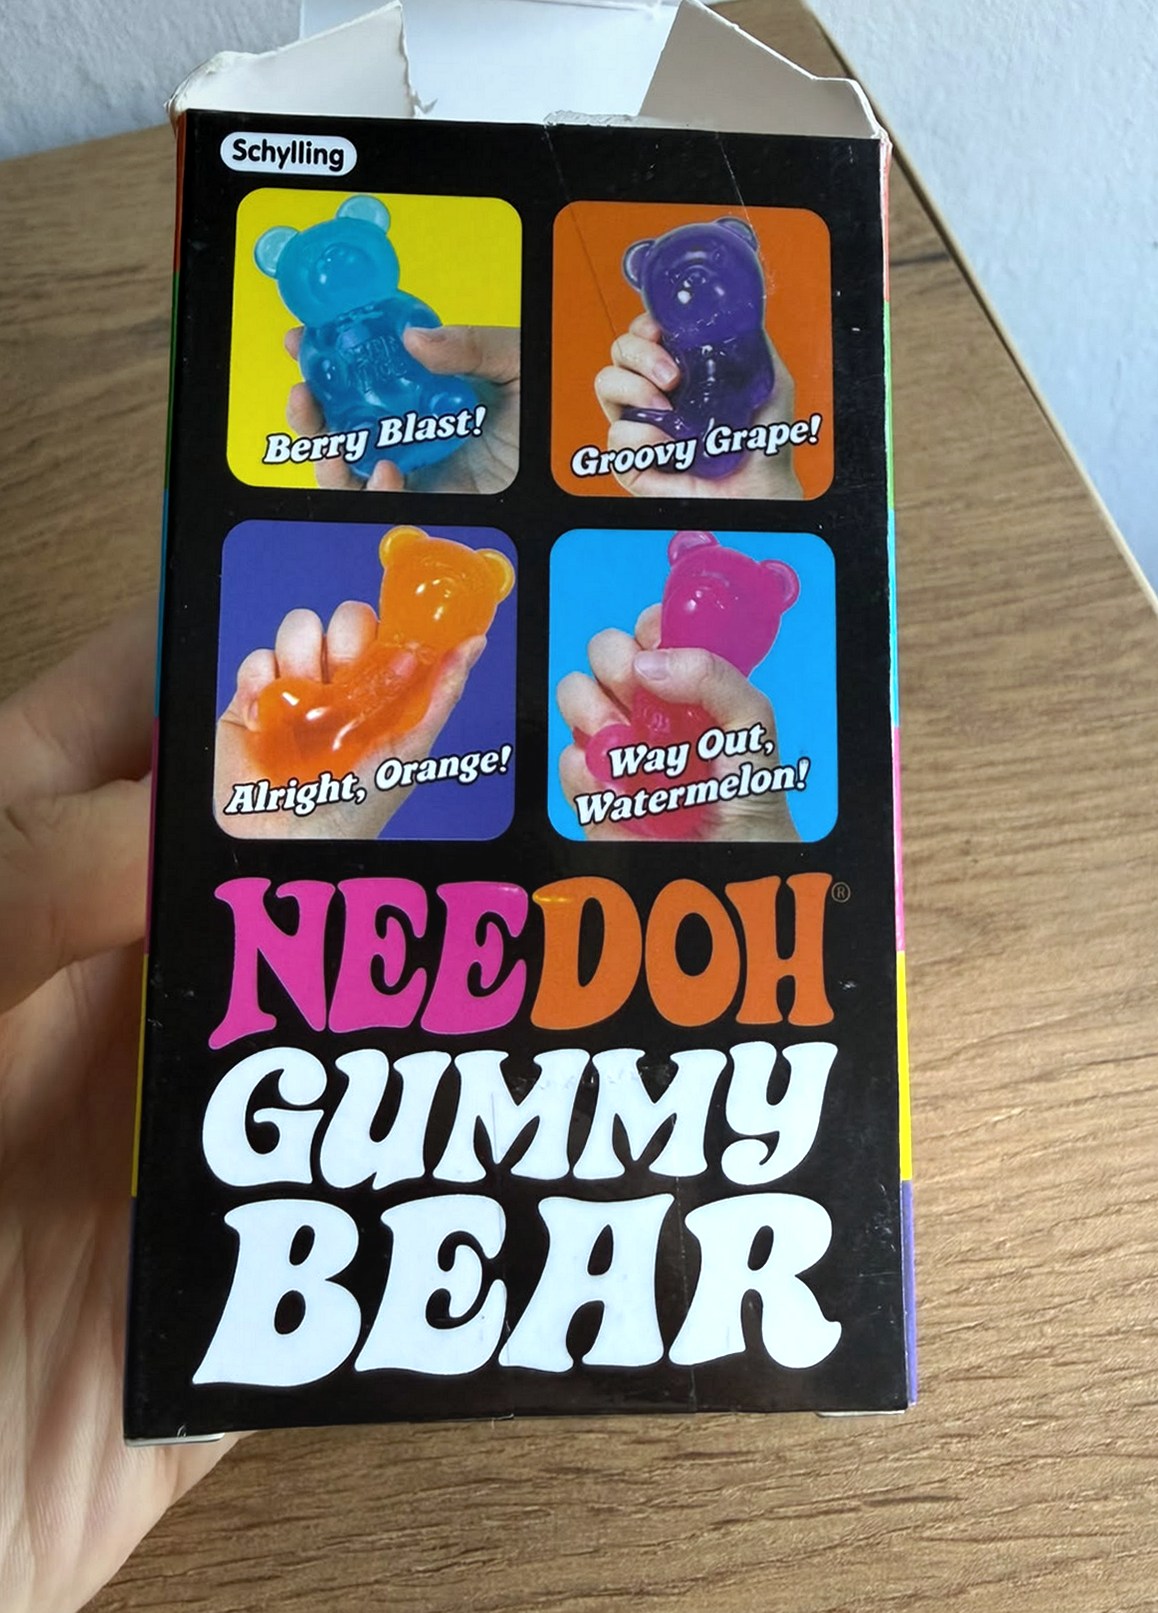 Schylling
Berry Blast!
Groovy Grape!
Alright, Orange!
Way Out,
Watermelon!
NEEDOH®
GUMMY
BEAR